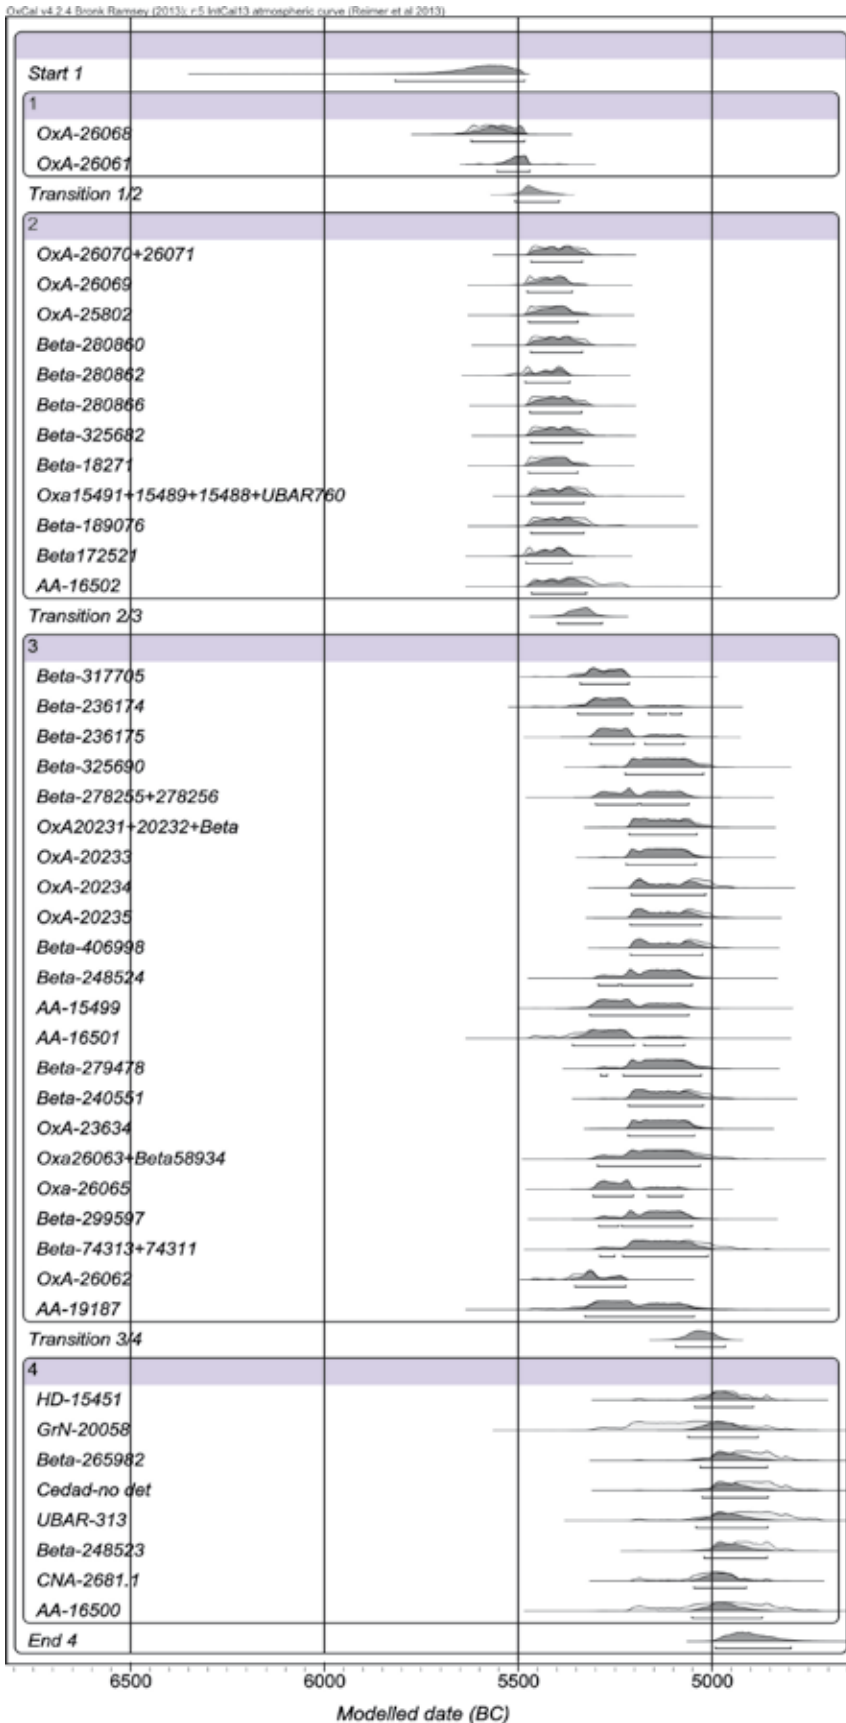 OxCal v4.2.4 Bronk Ramsey (2013); r:5 IntCal13 atmospheric curve (Reimer et al 2013)
Start 1
1
OxA-26068
OxA-26061
Transition 1/2
2
OxA-26070+26071
OxA-26069
OxA-25802
Beta-280860
Beta-280862
Beta-280866
Beta-325682
Beta-18271
Oxa15491+15489+15488+UBAR760
Beta-189076
Beta172521
AA-16502
Transition 2/3
3
Beta-317705
Beta-236174
Beta-236175
Beta-325690
Beta-278255+278256
OxA20231+20232+Beta
OxA-20233
OxA-20234
OxA-20235
Beta-406998
Beta-248524
AA-15499
AA-16501
Beta-279478
Beta-240551
OxA-23634
Oxa26063+Beta58934
Oxa-26065
Beta-299597
Beta-74313+74311
OxA-26062
AA-19187
Transition 3/4
4
HD-15451
GrN-20058
Beta-265982
Cedad-no det
UBAR-313
Beta-248523
CNA-2681.1
AA-16500
End 4
6500 6000 5500 5000
Modelled date (BC)